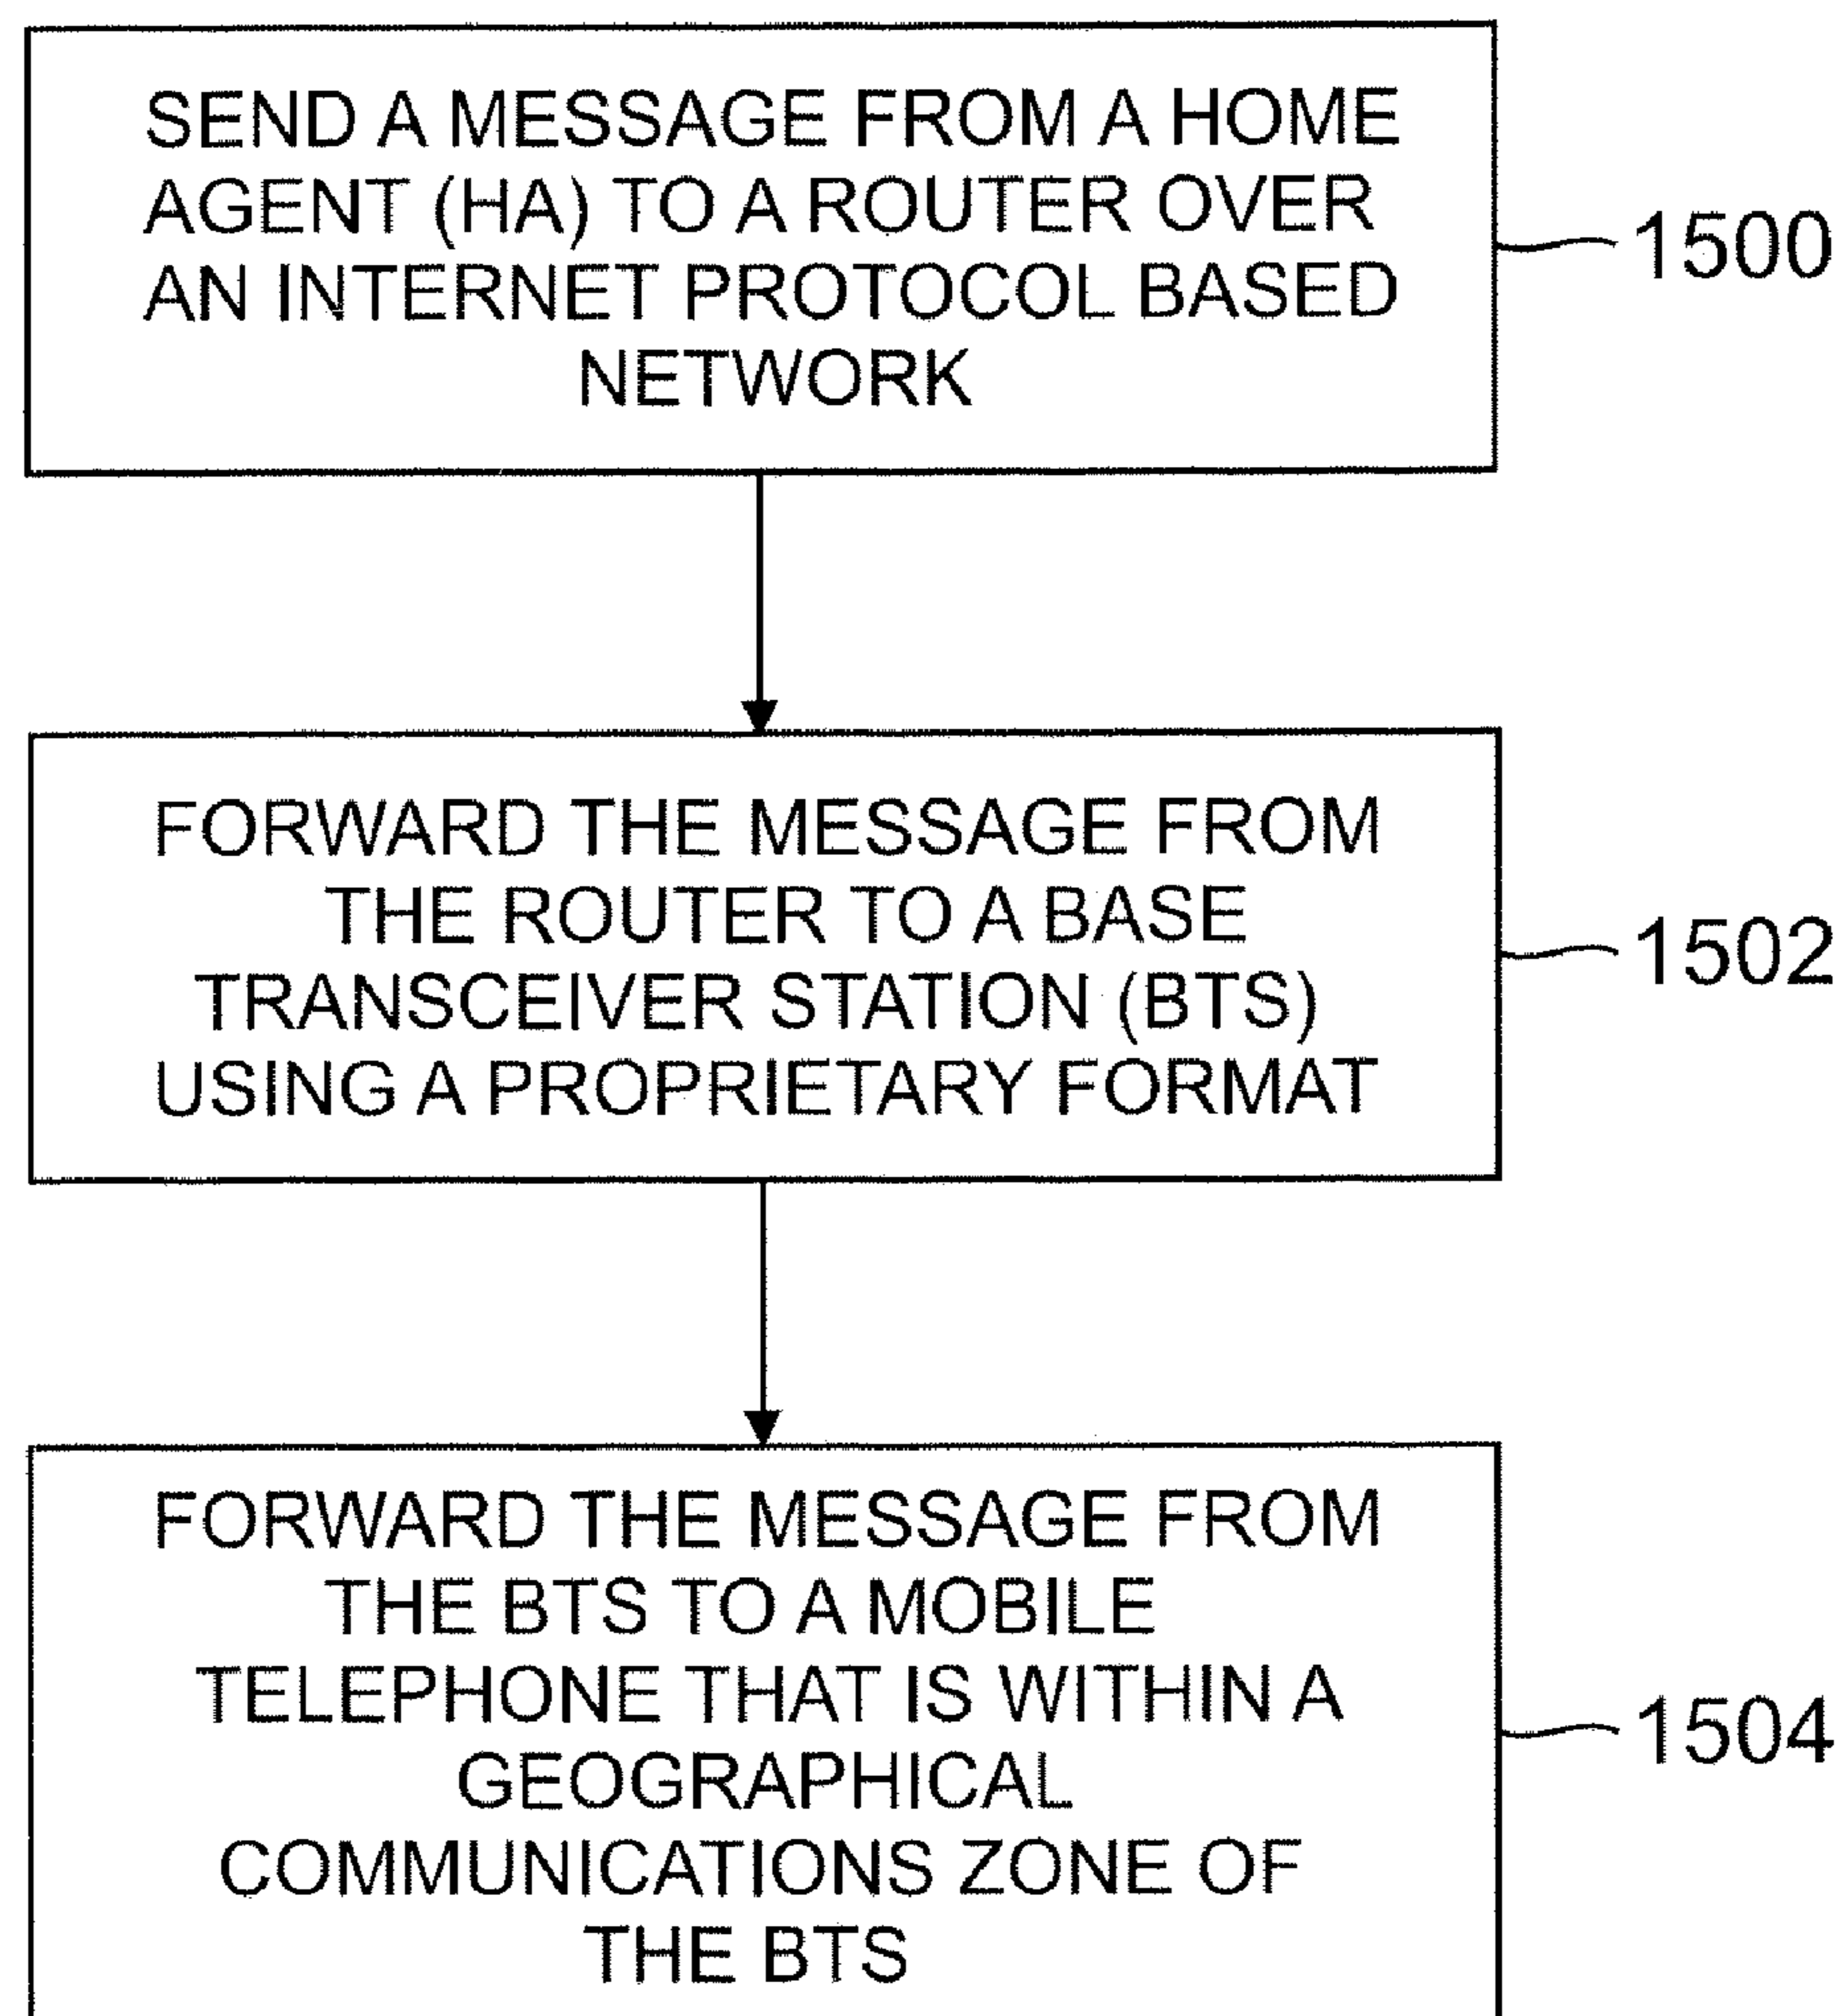 SEND A MESSAGE FROM A HOME
AGENT (HA) TO A ROUTER OVER
AN INTERNET PROTOCOL BASED
NETWORK
1500
FORWARD THE MESSAGE FROM
THE ROUTER TO A BASE
TRANSCEIVER STATION (BTS)
USING A PROPRIETARY FORMAT
1502
FORWARD THE MESSAGE FROM
THE BTS TO A MOBILE
TELEPHONE THAT IS WITHIN A
GEOGRAPHICAL
COMMUNICATIONS ZONE OF
THE BTS
1504